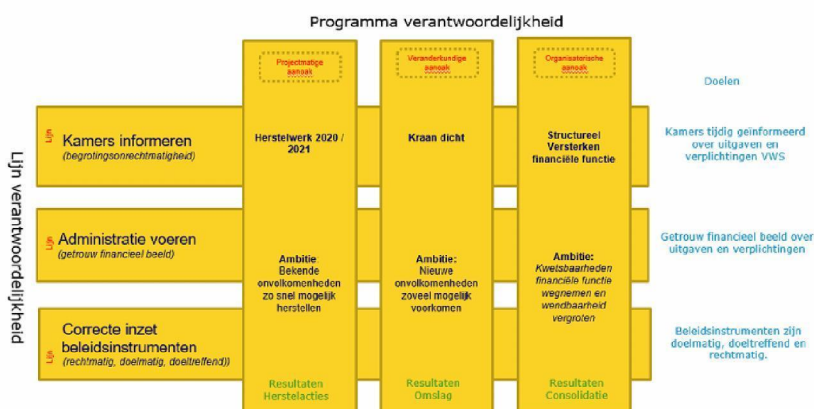 Programma verantwoordelijkheid
Projectmatige
aanoak
Veranderkundige
aanoak
Organisatorische
aanoak
Doelen
Lijn verantwoordelijkheid
Lijn
Kamers informeren
(begrotingsonrechtmatigheid)
Herstelwerk 2020 /
2021
Kraan dicht
Structureel
Versterken
financiële functie
Kamers tijdig geïnformeerd
over uitgaven en
verplichtingen VWS
Lijn
Administratie voeren
(getrouw financieel beeld)
Getrouw financieel beeld over
uitgaven en verplichtingen
Ambitie:
Bekende
onvolkomenheden
zo snel mogelijk
herstellen
Ambitie:
Nieuwe
onvolkomenheden
zoveel mogelijk
voorkomen
Ambitie:
Kwetsbaarheden
financiële functie
wegnemen en
wendbaarheid
vergroten
Lijn
Correcte inzet
beleidsinstrumenten
(rechtmatig, doelmatig, doeltreffend))
Beleidsinstrumenten zijn
doelmatig, doeltreffend en
rechtmatig.
Resultaten
Herstelacties
Resultaten
Omslag
Resultaten
Consolidatie